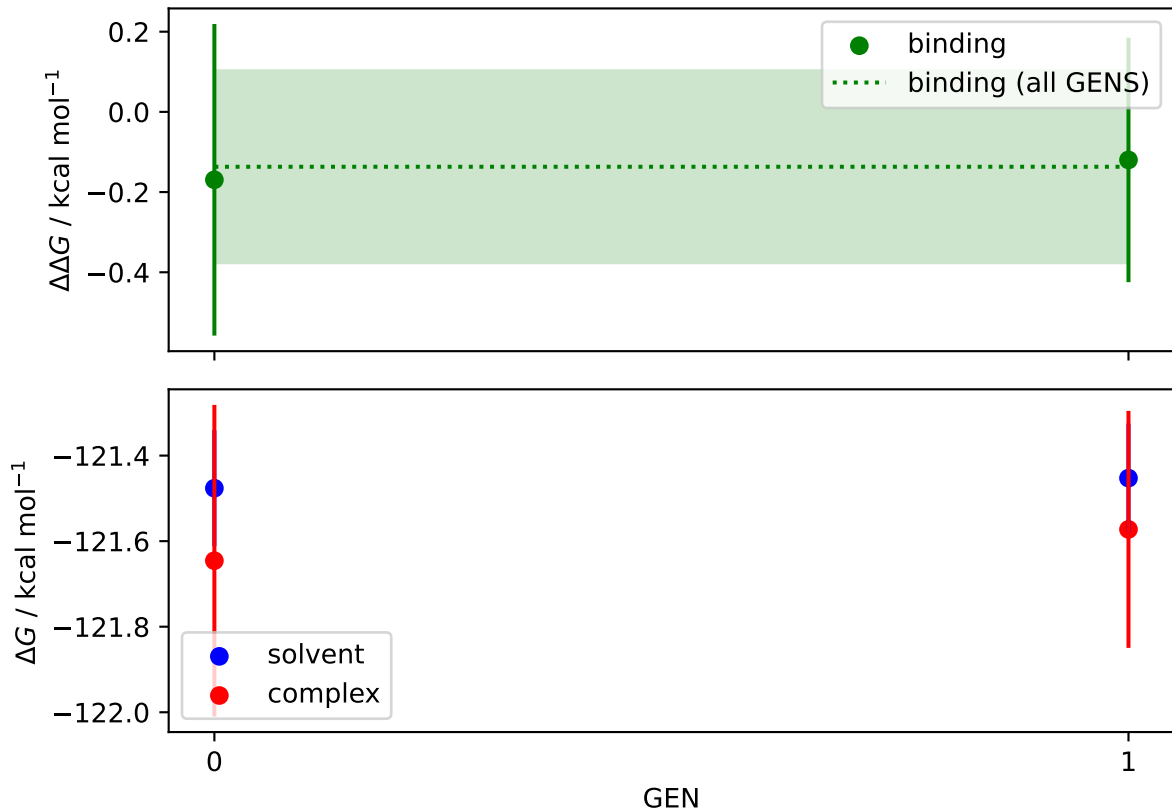 0.2
0.0
−0.2
−0.4
ΔΔG / kcal mol⁻¹
binding
binding (all GENS)
−121.4
−121.6
−121.8
−122.0
ΔG / kcal mol⁻¹
solvent
complex
0 1
GEN